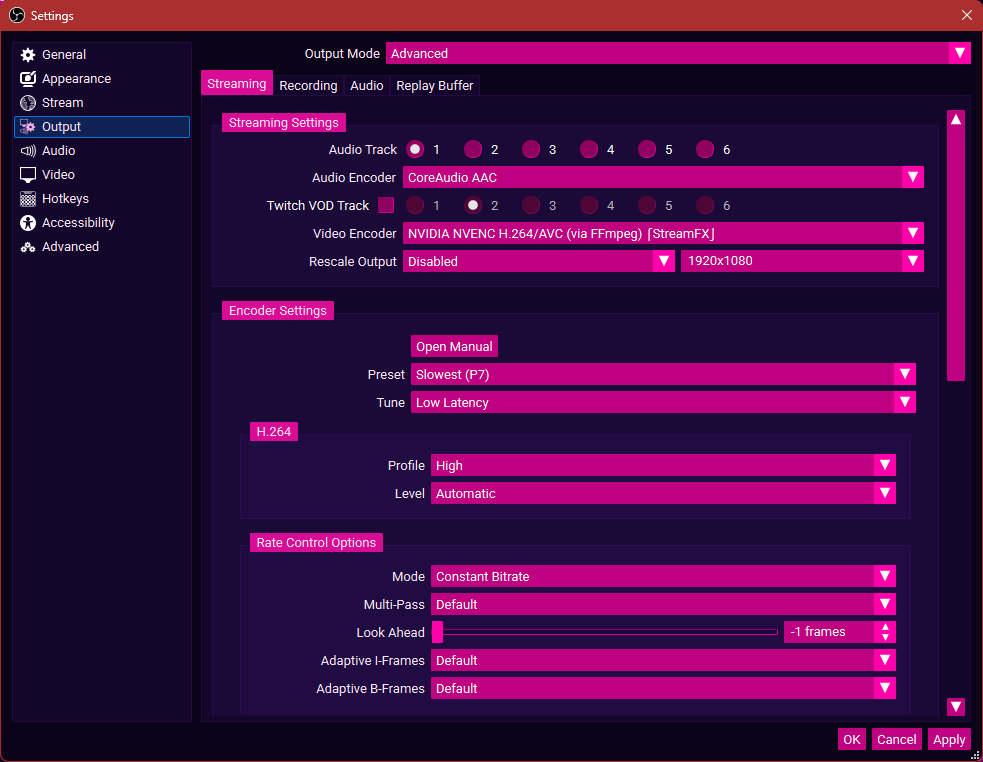 Settings
General
Appearance
Stream
Output
Audio
Video
Hotkeys
Accessibility
Advanced
Output Mode Advanced
Streaming Recording Audio Replay Buffer
Streaming Settings
Audio Track 1 2 3 4 5 6
Audio Encoder CoreAudio AAC
Twitch VOD Track 1 2 3 4 5 6
Video Encoder NVIDIA NVENC H.264/AVC (via FFmpeg) ⌈StreamFX⌋
Rescale Output Disabled 1920x1080
Encoder Settings
Open Manual
Preset Slowest (P7)
Tune Low Latency
H.264
Profile High
Level Automatic
Rate Control Options
Mode Constant Bitrate
Multi-Pass Default
Look Ahead -1 frames
Adaptive I-Frames Default
Adaptive B-Frames Default
OK Cancel Apply